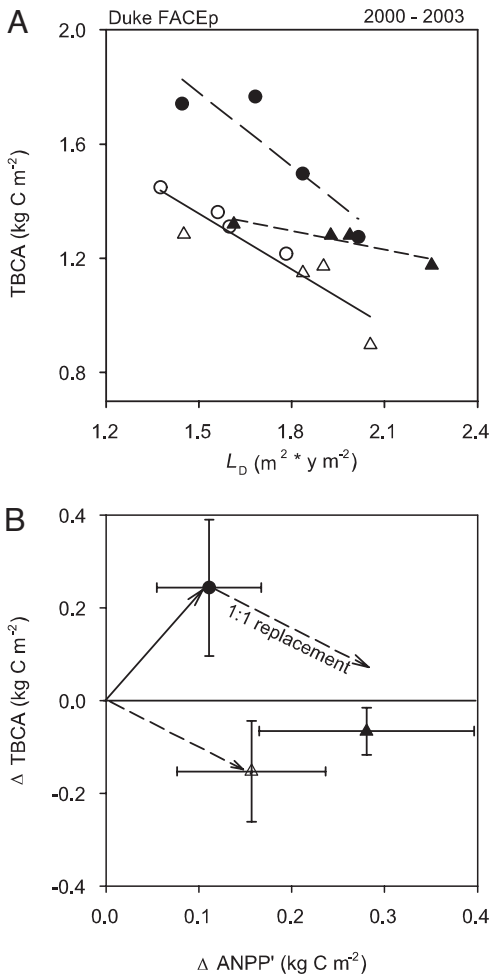 A
Duke FACEp 2000 - 2003
2.0
1.6
1.2
0.8
TBCA (kg C m⁻²)
1.2 1.5 1.8 2.1 2.4
L_D (m² * y m⁻²)
B
0.4
0.2
0.0
-0.2
-0.4
Δ TBCA (kg C m⁻²)
1:1 replacement
0.0 0.1 0.2 0.3 0.4
Δ ANPP' (kg C m⁻²)